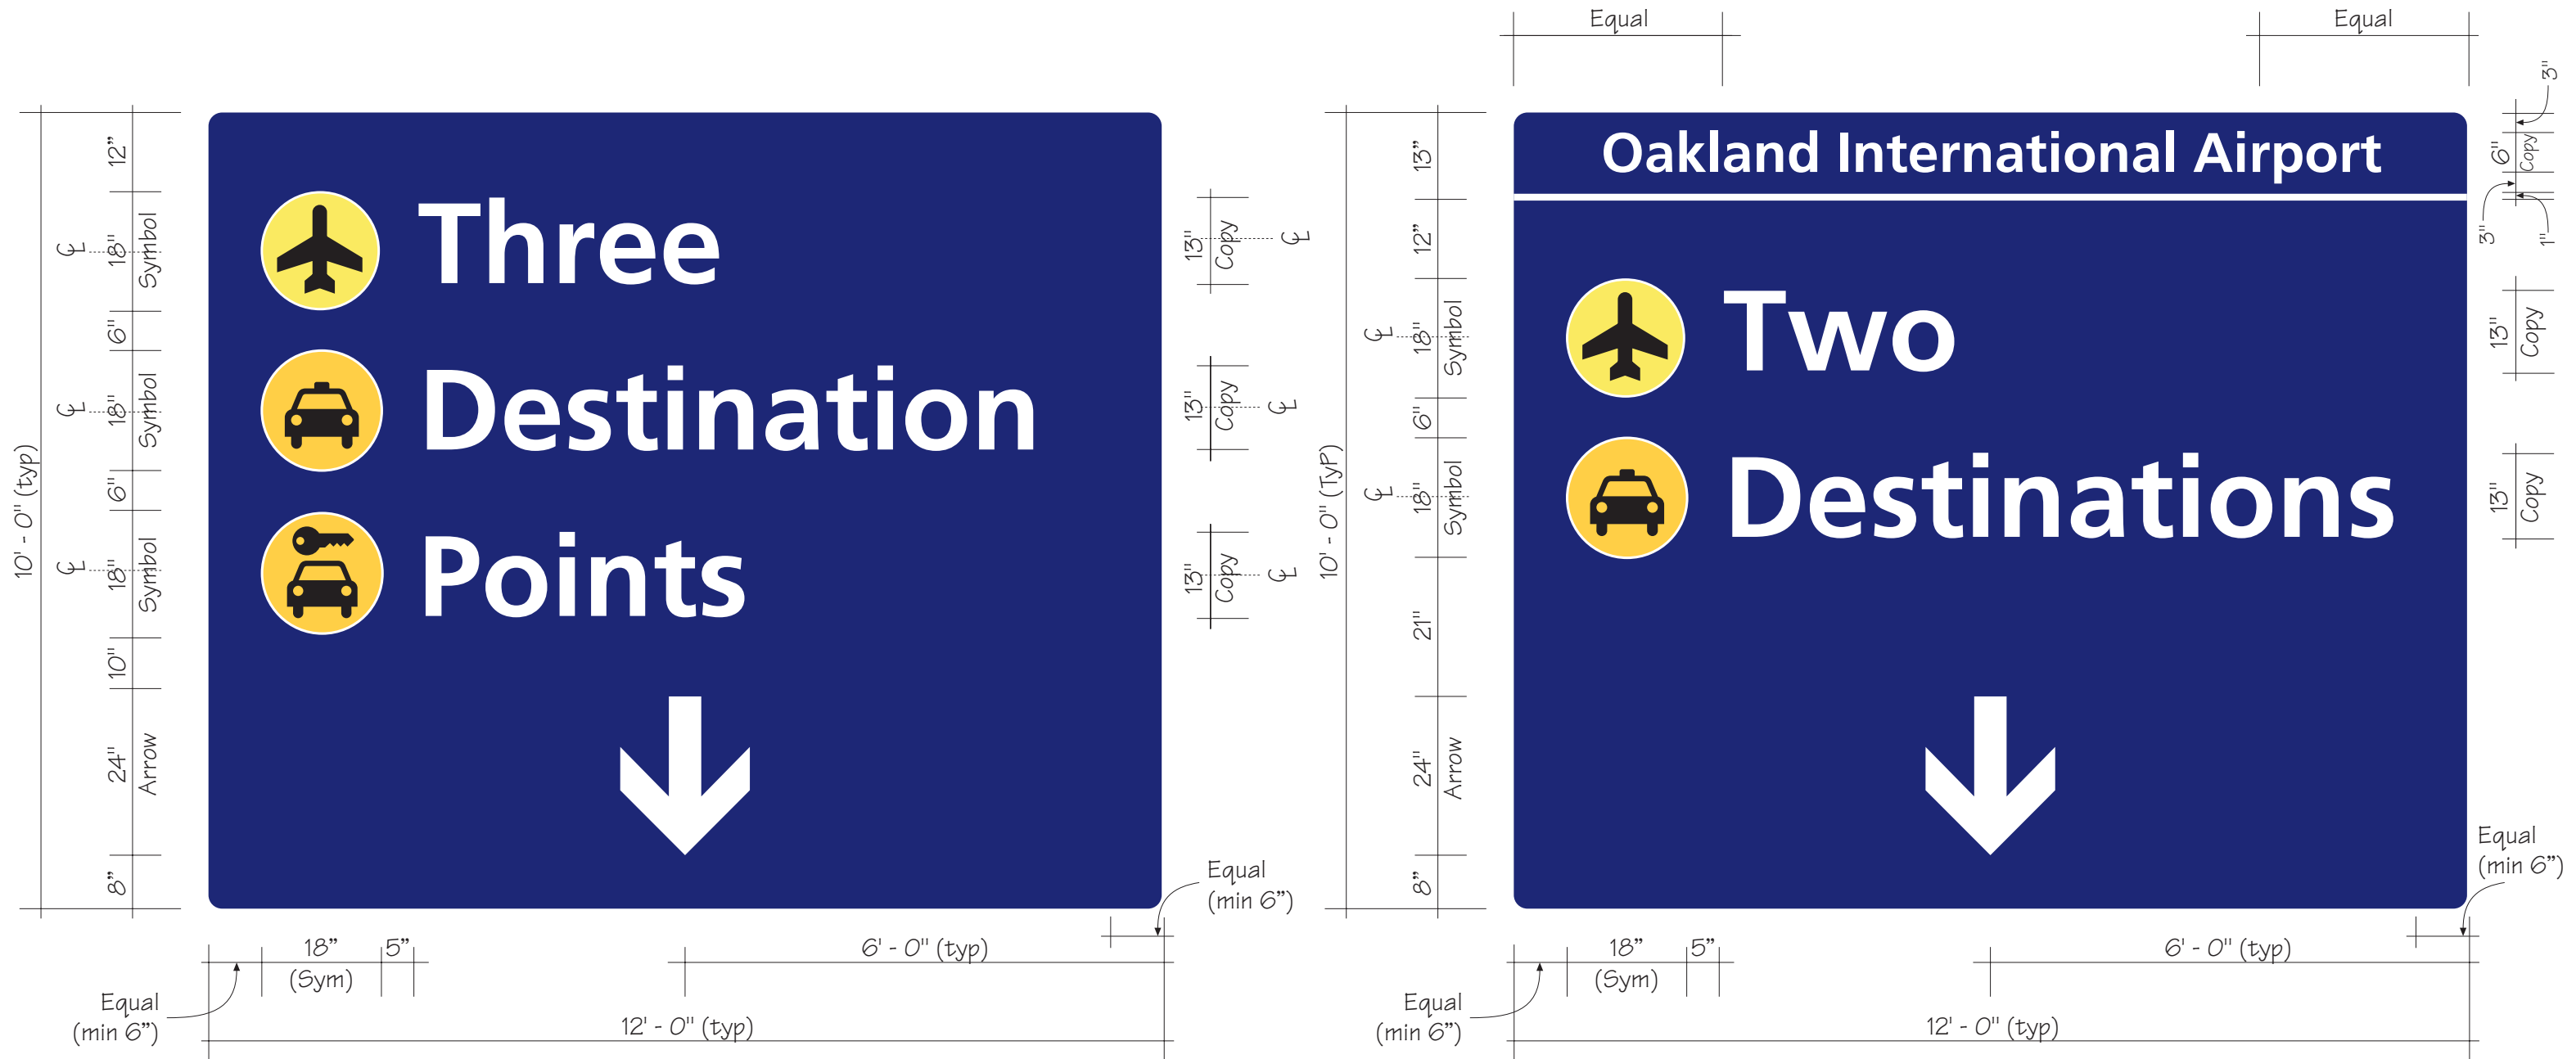 Equal
Equal
3"
12”
18"
Symbol
℄
6"
18"
Symbol
℄
6"
18"
Symbol
℄
10"
24"
Arrow
8”
10' - 0" (typ)
Three
Destination
Points
13"
Copy
℄
13"
Copy
℄
13"
Copy
℄
Equal
(min 6”)
18”
(Sym)
5”
6' - 0" (typ)
Equal
(min 6”)
12' - 0" (typ)
13”
12”
18"
Symbol
℄
6"
18"
Symbol
℄
21"
24"
Arrow
8”
10' - 0" (TyP)
Oakland International Airport
Two
Destinations
6"
Copy
3"
1"
13"
Copy
13"
Copy
Equal
(min 6”)
18”
(Sym)
5”
6' - 0" (typ)
Equal
(min 6”)
12' - 0" (typ)